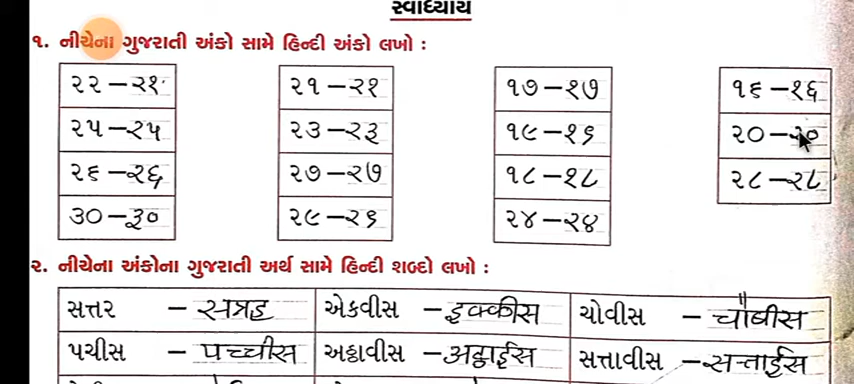 સ્વાધ્યાય
૧. નીચેના ગુજરાતી અંકો સામે હિન્દી અંકો લખો :
૨૨ – २१ ૨૧ – २१ ૧૭ – १७ ૧૬ – १६
૨૫ – २५ ૨૩ – २३ ૧૯ – १९ ૨૦ – २०
૨૬ – २६ ૨૭ – २७ ૧૮ – १८ ૨૮ – २८
૩૦ – ३० ૨૯ – २९ ૨૪ – २४
૨. નીચેના અંકોના ગુજરાતી અર્થ સામે હિન્દી શબ્દો લખો :
સત્તર – सत्रह એકવીસ – इक्कीस ચોવીસ – चौबीस
પચીસ – पच्चीस અઠ્ઠાવીસ – अठ्ठाईस સત્તાવીસ – सत्ताईस